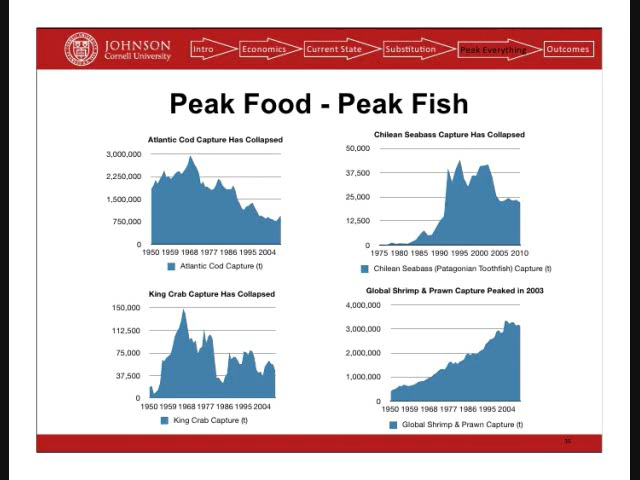 JOHNSON
Cornell University
Intro
Economics
Current State
Substitution
Peak Everything
Outcomes
Peak Food - Peak Fish
Atlantic Cod Capture Has Collapsed
3,000,000
2,250,000
1,500,000
750,000
0
1950 1959 1968 1977 1986 1995 2004
Atlantic Cod Capture (t)
Chilean Seabass Capture Has Collapsed
50,000
37,500
25,000
12,500
0
1975 1980 1985 1990 1995 2000 2005 2010
Chilean Seabass (Patagonian Toothfish) Capture (t)
King Crab Capture Has Collapsed
150,000
112,500
75,000
37,500
0
1950 1959 1968 1977 1986 1995 2004
King Crab Capture (t)
Global Shrimp & Prawn Capture Peaked in 2003
4,000,000
3,000,000
2,000,000
1,000,000
0
1950 1959 1968 1977 1986 1995 2004
Global Shrimp & Prawn Capture (t)